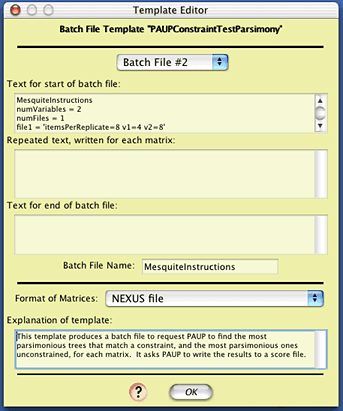 Template Editor
Batch File Template "PAUPConstraintTestParsimony"
Batch File #2
Text for start of batch file:
MesquiteInstructions
numVariables = 2
numFiles = 1
file1 = 'itemsPerReplicate=8 v1=4 v2=8'
Repeated text, written for each matrix:
Text for end of batch file:
Batch File Name: MesquiteInstructions
Format of Matrices: NEXUS file
Explanation of template:
This template produces a batch file to request PAUP to find the most
parsimonious trees that match a constraint, and the most parsimonious ones
unconstrained, for each matrix. It asks PAUP to write the results to a score file.
? OK